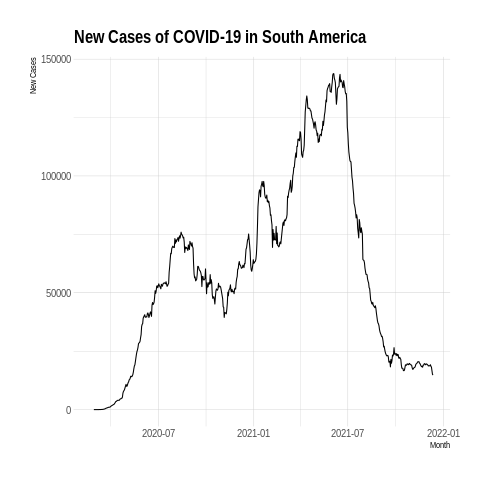 New Cases of COVID-19 in South America
New Cases
150000
100000
50000
0
2020-07
2021-01
2021-07
2022-01
Month